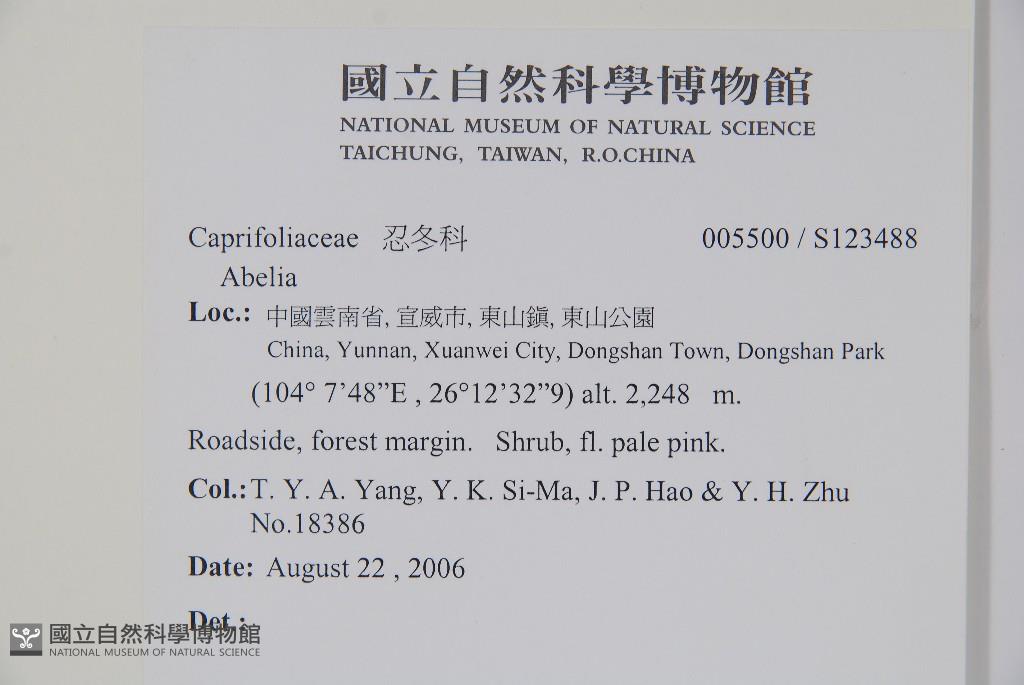 國立自然科學博物館
NATIONAL MUSEUM OF NATURAL SCIENCE
TAICHUNG, TAIWAN, R.O.CHINA
Caprifoliaceae 忍冬科 005500 / S123488
Abelia
Loc.: 中國雲南省, 宣威市, 東山鎮, 東山公園
China, Yunnan, Xuanwei City, Dongshan Town, Dongshan Park
(104° 7’48”E , 26°12’32”9) alt. 2,248 m.
Roadside, forest margin. Shrub, fl. pale pink.
Col.: T. Y. A. Yang, Y. K. Si-Ma, J. P. Hao & Y. H. Zhu
No.18386
Date: August 22 , 2006
Det.:
國立自然科學博物館
NATIONAL MUSEUM OF NATURAL SCIENCE